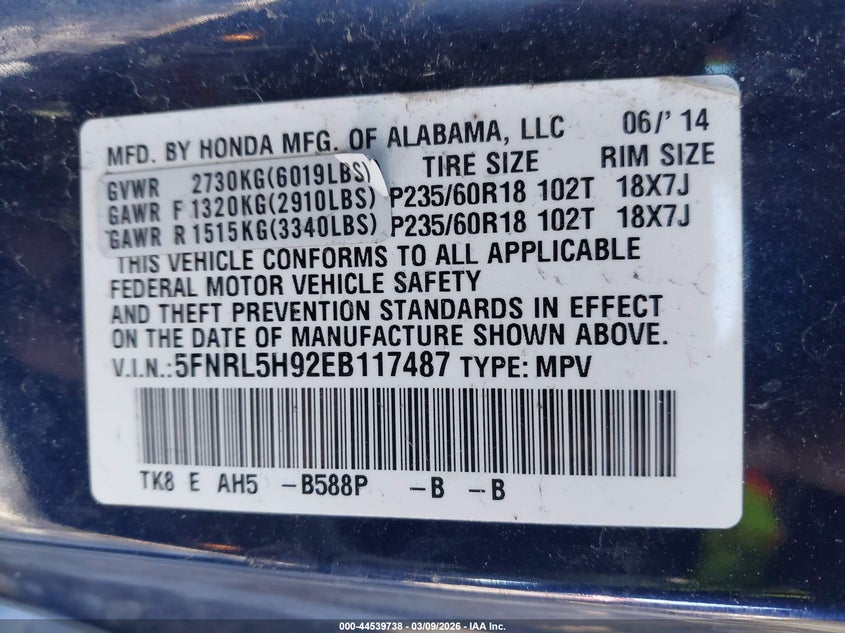 MFD. BY HONDA MFG. OF ALABAMA, LLC 06/'14
GVWR 2730KG(6019LBS) TIRE SIZE RIM SIZE
GAWR F 1320KG(2910LBS) P235/60R18 102T 18X7J
GAWR R 1515KG(3340LBS) P235/60R18 102T 18X7J
THIS VEHICLE CONFORMS TO ALL APPLICABLE
FEDERAL MOTOR VEHICLE SAFETY
AND THEFT PREVENTION STANDARDS IN EFFECT
ON THE DATE OF MANUFACTURE SHOWN ABOVE.
V.I.N.:5FNRL5H92EB117487 TYPE: MPV
TK8 E AH5 -B588P -B -B
000-44539738 - 03/09/2026 - IAA Inc.